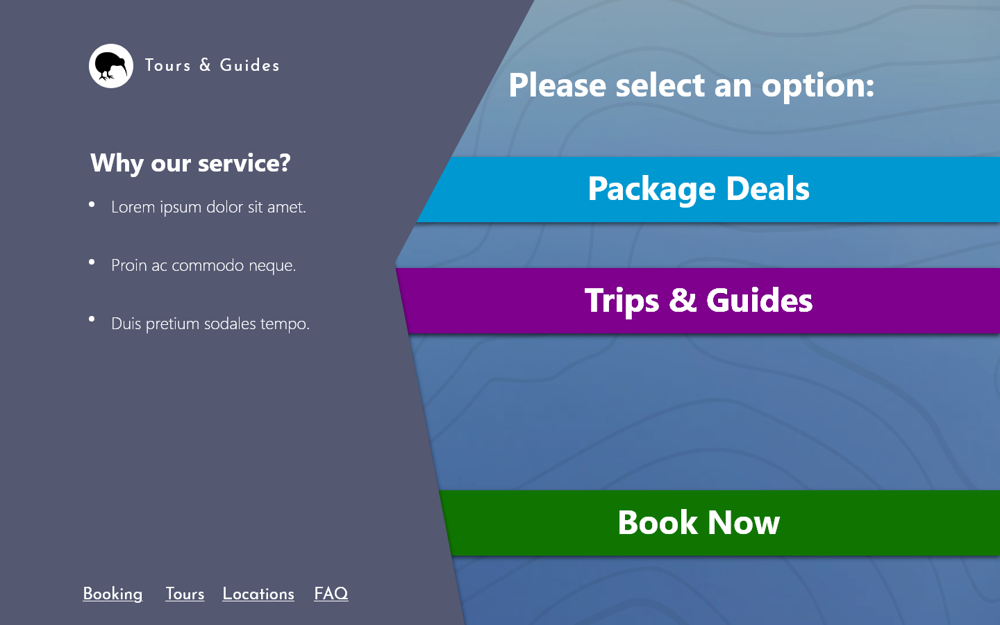 Tours & Guides
Why our service?
Lorem ipsum dolor sit amet.
Proin ac commodo neque.
Duis pretium sodales tempo.
Booking Tours Locations FAQ
Please select an option:
Package Deals
Trips & Guides
Book Now